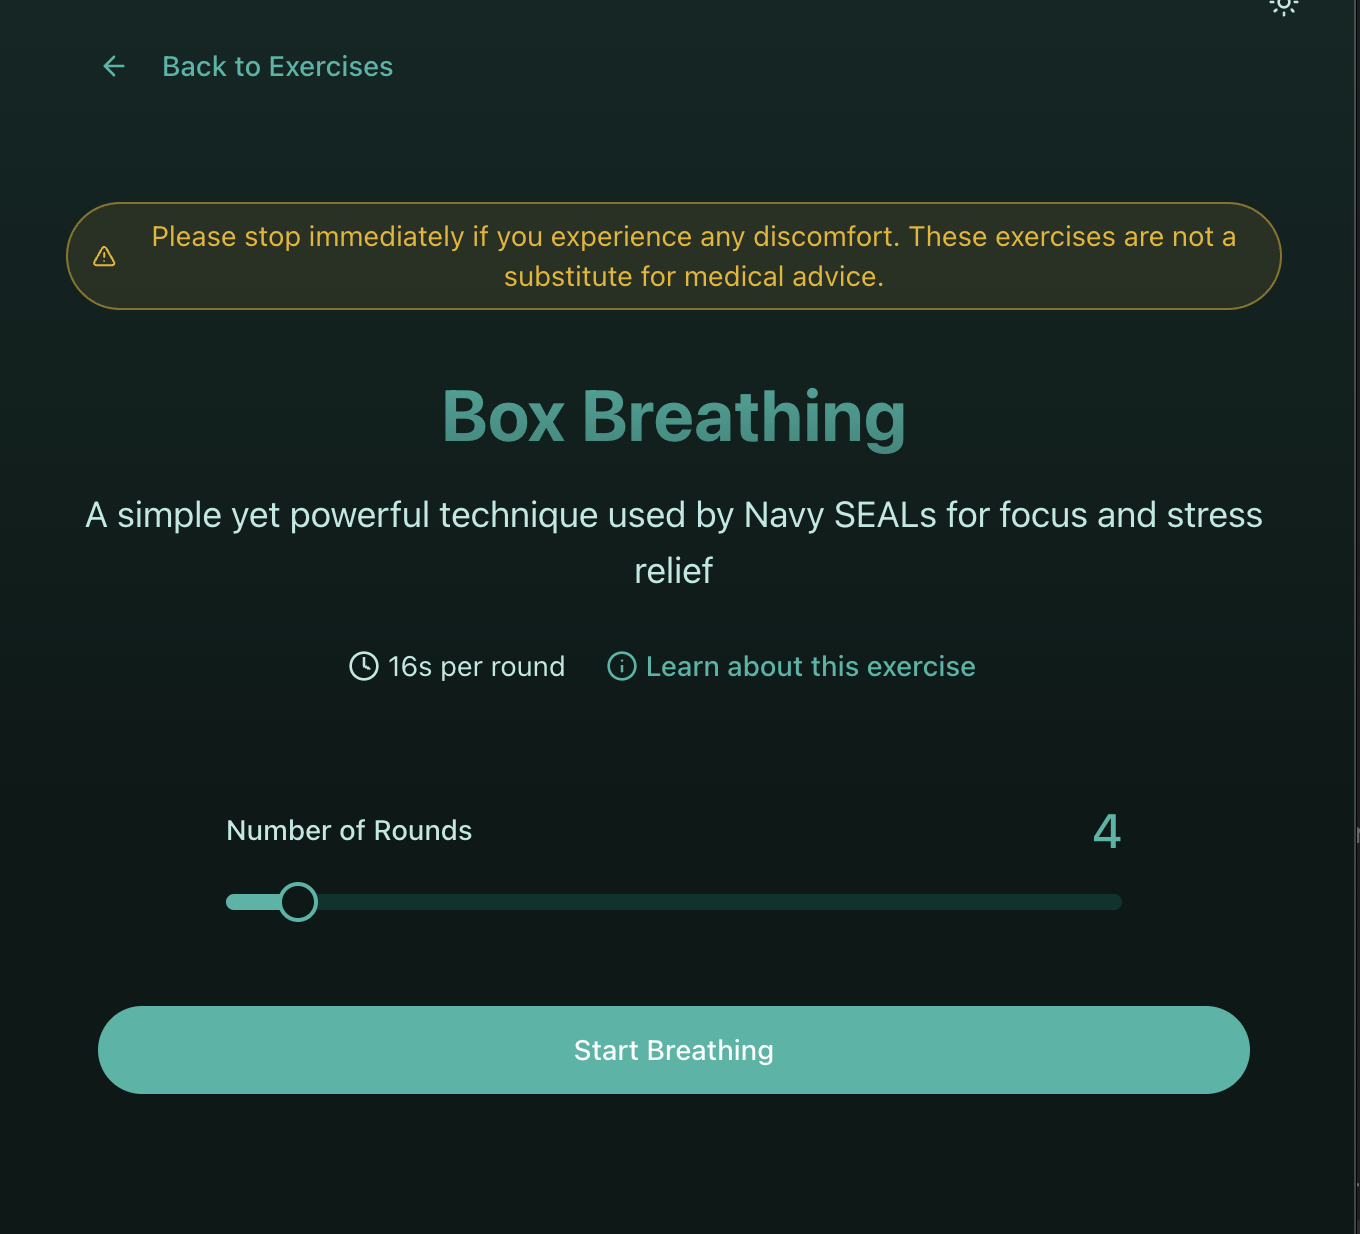 Back to Exercises
Please stop immediately if you experience any discomfort. These exercises are not a
substitute for medical advice.
Box Breathing
A simple yet powerful technique used by Navy SEALs for focus and stress
relief
16s per round
Learn about this exercise
Number of Rounds
4
Start Breathing